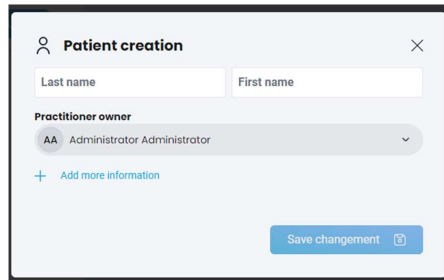 Patient creation
Last name First name
Practitioner owner
AA Administrator Administrator
Add more information
Save changement